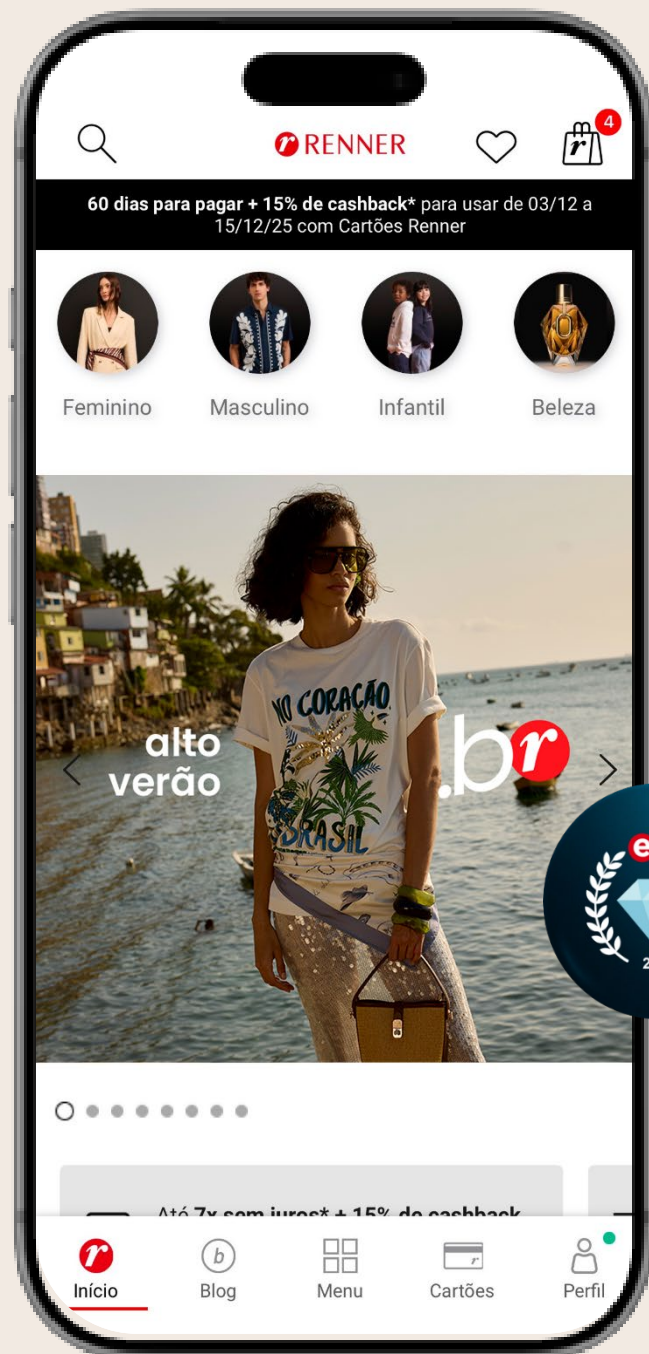 4
RENNER
60 dias para pagar + 15% de cashback* para usar de 03/12 a
15/12/25 com Cartões Renner
Feminino Masculino Infantil Beleza
NO CORAÇÃO
BRASIL
alto
verão
.br
Até 7x sem juros* + 15% de cashback
Início Blog Menu Cartões Perfil